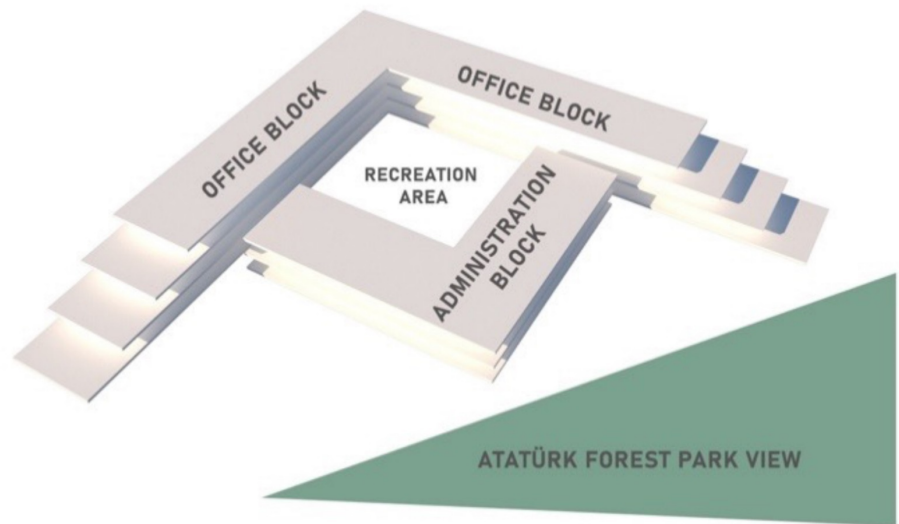 OFFICE BLOCK
OFFICE BLOCK
RECREATION
AREA
ADMINISTRATION
BLOCK
ATATÜRK FOREST PARK VIEW